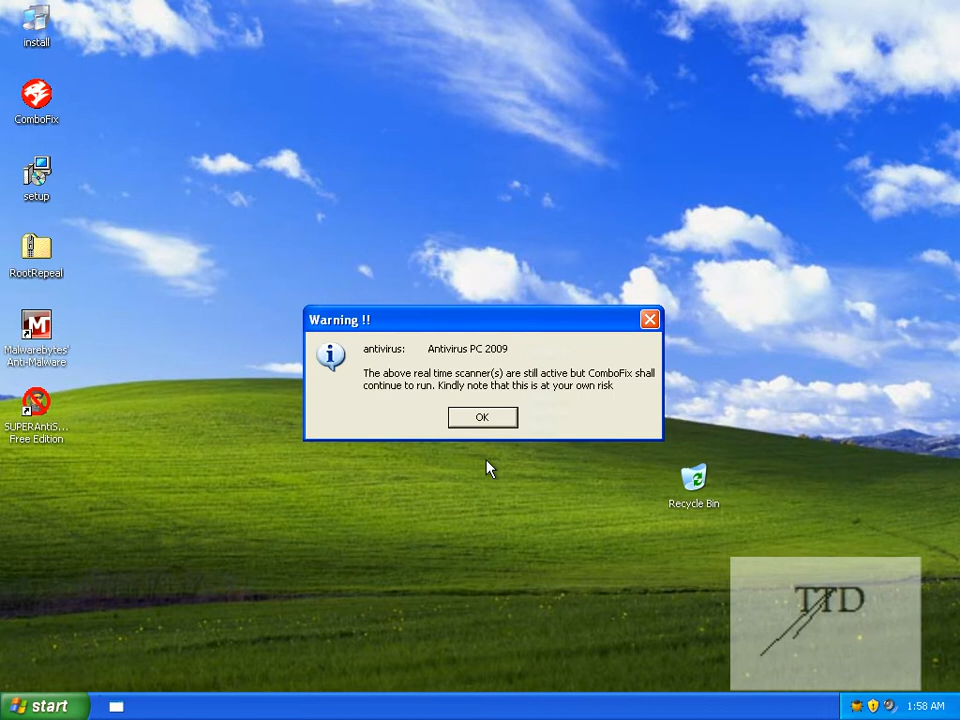 install
ComboFix
setup
RootRepeal
Malwarebytes'
Anti-Malware
SUPERAntiS...
Free Edition
Warning !!
antivirus: Antivirus PC 2009
The above real time scanner(s) are still active but ComboFix shall
continue to run. Kindly note that this is at your own risk
OK
Recycle Bin
TTD
start
1:58 AM